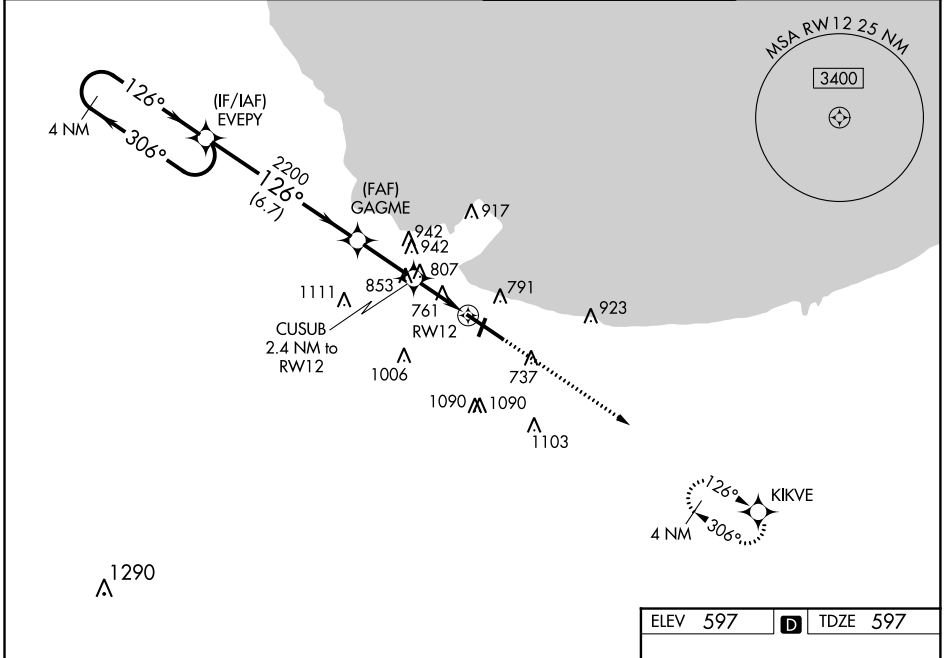 MSA RW12 25 NM
3400
126°
4 NM
306°
(IF/IAF)
EVEPY
2200
126°
(6.7)
(FAF)
GAGME
917
942
942
807
853
1111
761
791
923
RW12
CUSUB
2.4 NM to
RW12
1006
737
1090
1090
1103
126°
KIKVE
4 NM
306°
1290
ELEV 597 D TDZE 597